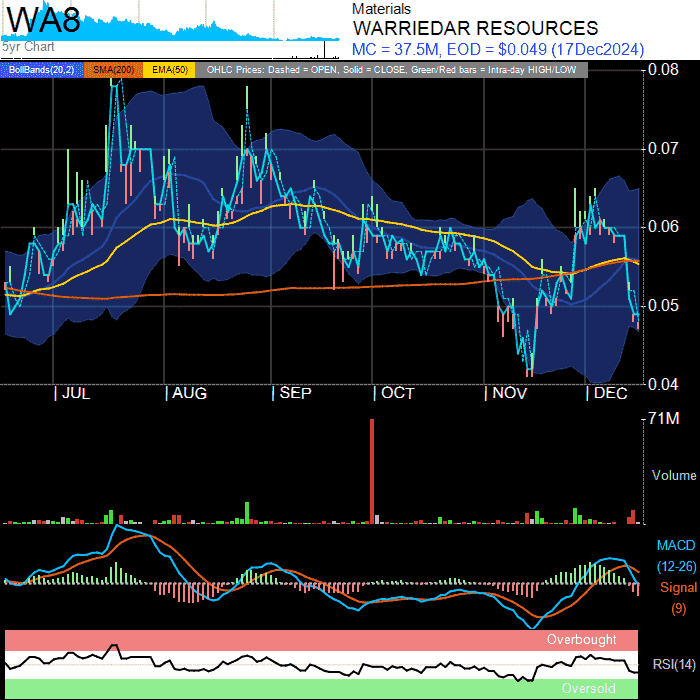 WA8
5yr Chart
Materials
WARRIEDAR RESOURCES
MC = 37.5M, EOD = $0.049 (17Dec2024)
BollBands(20,2) SMA(200) EMA(50) OHLC Prices: Dashed = OPEN, Solid = CLOSE, Green/Red bars = Intra-day HIGH/LOW
0.08
0.07
0.06
0.05
0.04
JUL AUG SEP OCT NOV DEC
71M
Volume
MACD
(12-26)
Signal
(9)
Overbought
RSI(14)
Oversold